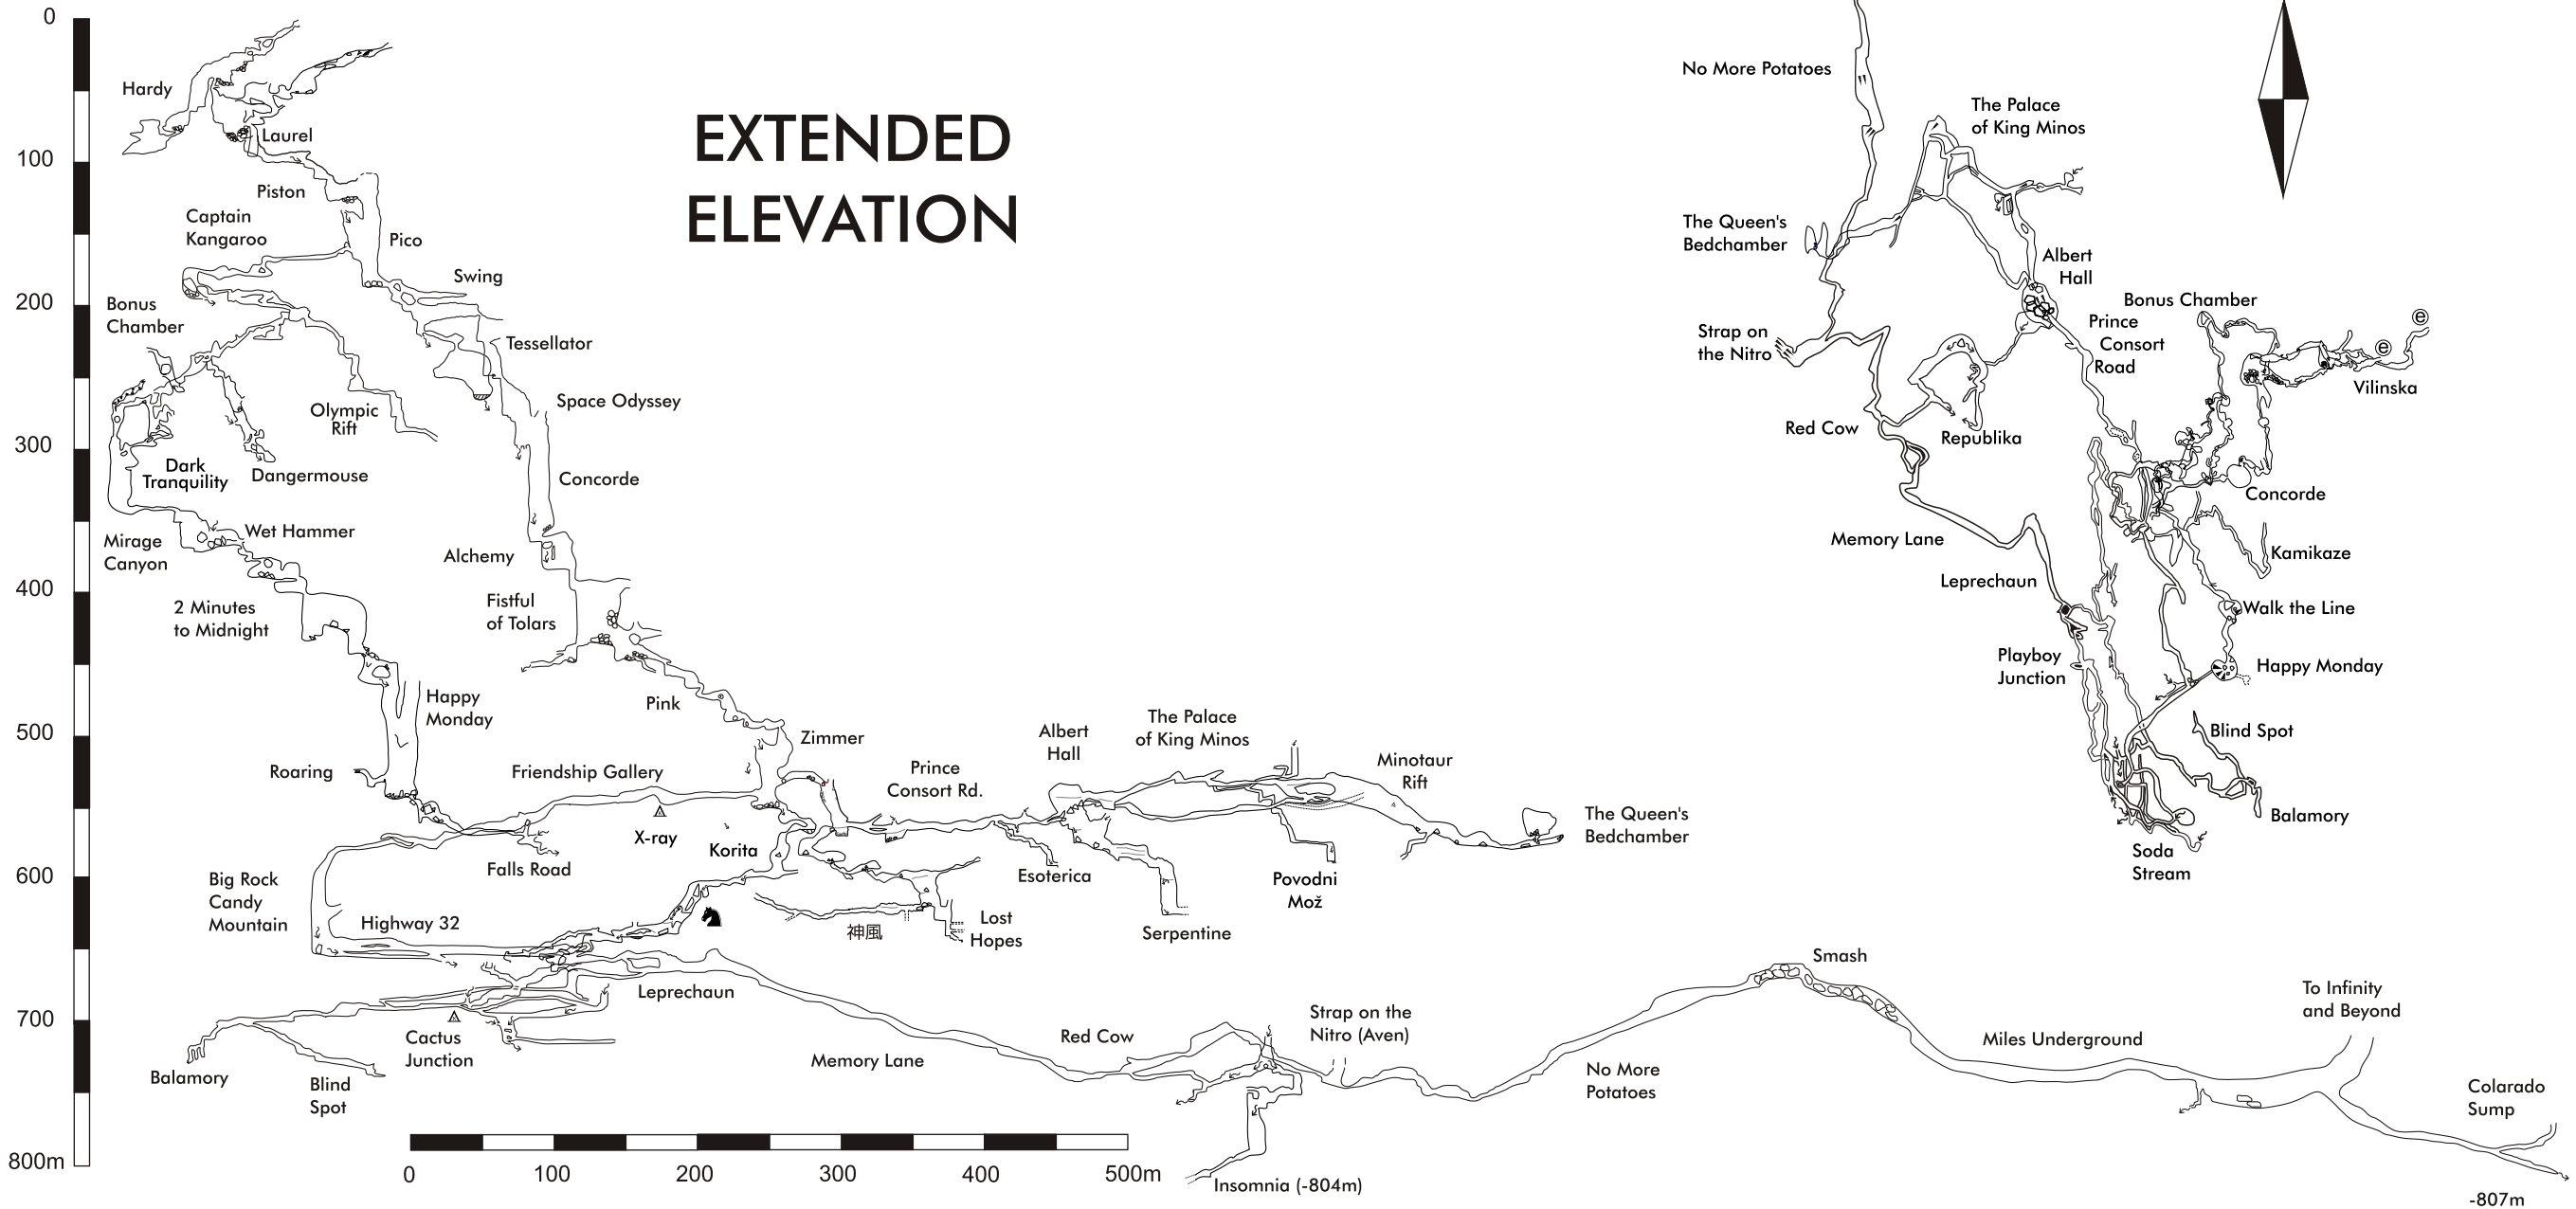 0
100
200
300
400
500
600
700
800m
EXTENDED
ELEVATION
Hardy
Laurel
Piston
Captain
Kangaroo
Pico
Swing
Bonus
Chamber
Tessellator
Space Odyssey
Olympic
Rift
Dark
Tranquility
Dangermouse
Concorde
Mirage
Canyon
Wet Hammer
Alchemy
2 Minutes
to Midnight
Fistful
of Tolars
Happy
Monday
Pink
Zimmer
Roaring
Friendship Gallery
X-ray
Falls Road
Korita
Prince
Consort Rd.
Albert
Hall
The Palace
of King Minos
Minotaur
Rift
The Queen's
Bedchamber
Big Rock
Candy
Mountain
Highway 32
神風
Lost
Hopes
Esoterica
Serpentine
Povodni
Mož
Leprechaun
Cactus
Junction
Balamory
Blind
Spot
Memory Lane
Red Cow
Strap on the
Nitro (Aven)
Insomnia (-804m)
No More
Potatoes
Smash
Miles Underground
To Infinity
and Beyond
Colarado
Sump
-807m
0
100
200
300
400
500m
No More Potatoes
The Palace
of King Minos
The Queen's
Bedchamber
Albert
Hall
Bonus Chamber
Prince
Consort
Road
e
e
Vilinska
Strap on
the Nitro
Red Cow
Republika
Concorde
Memory Lane
Kamikaze
Leprechaun
Walk the Line
Playboy
Junction
Happy Monday
Blind Spot
Balamory
Soda
Stream